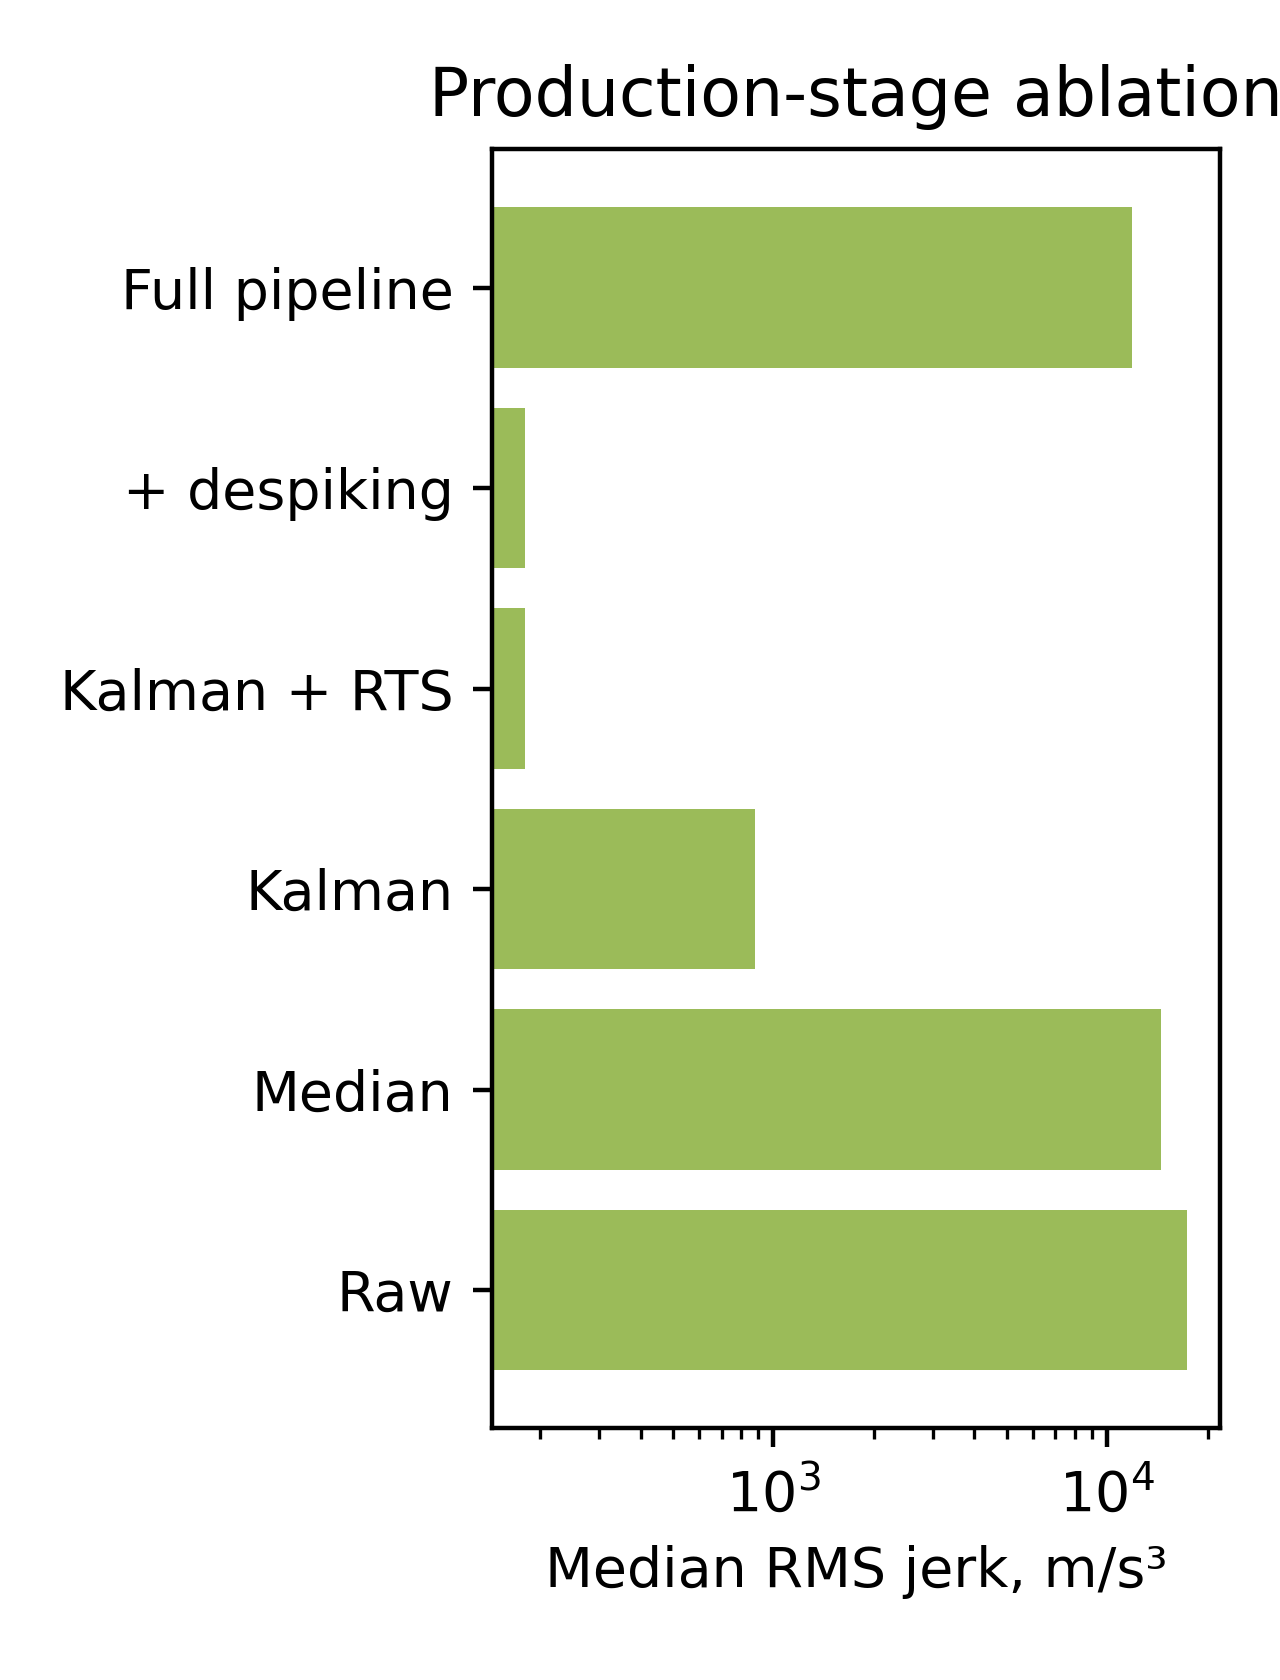 Production-stage ablation
Full pipeline
+ despiking
Kalman + RTS
Kalman
Median
Raw
10³
10⁴
Median RMS jerk, m/s³